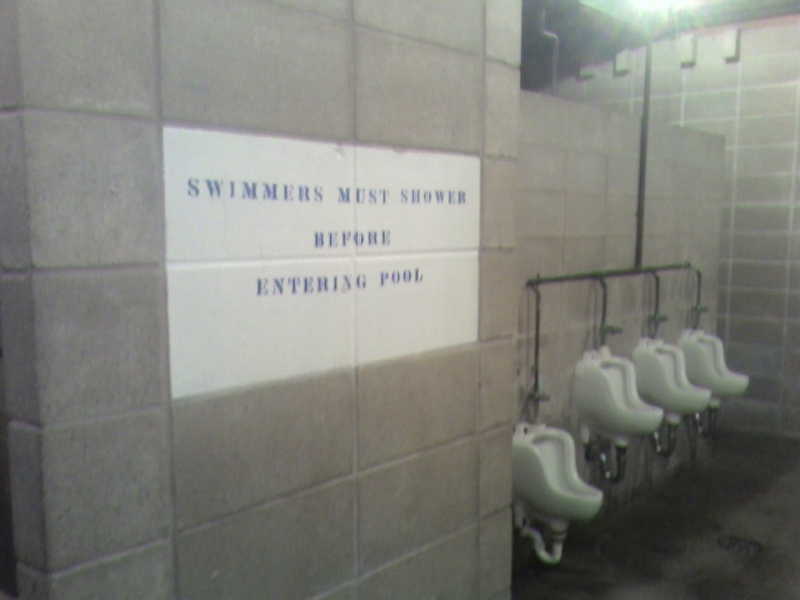 SWIMMERS MUST SHOWER
BEFORE
ENTERING POOL